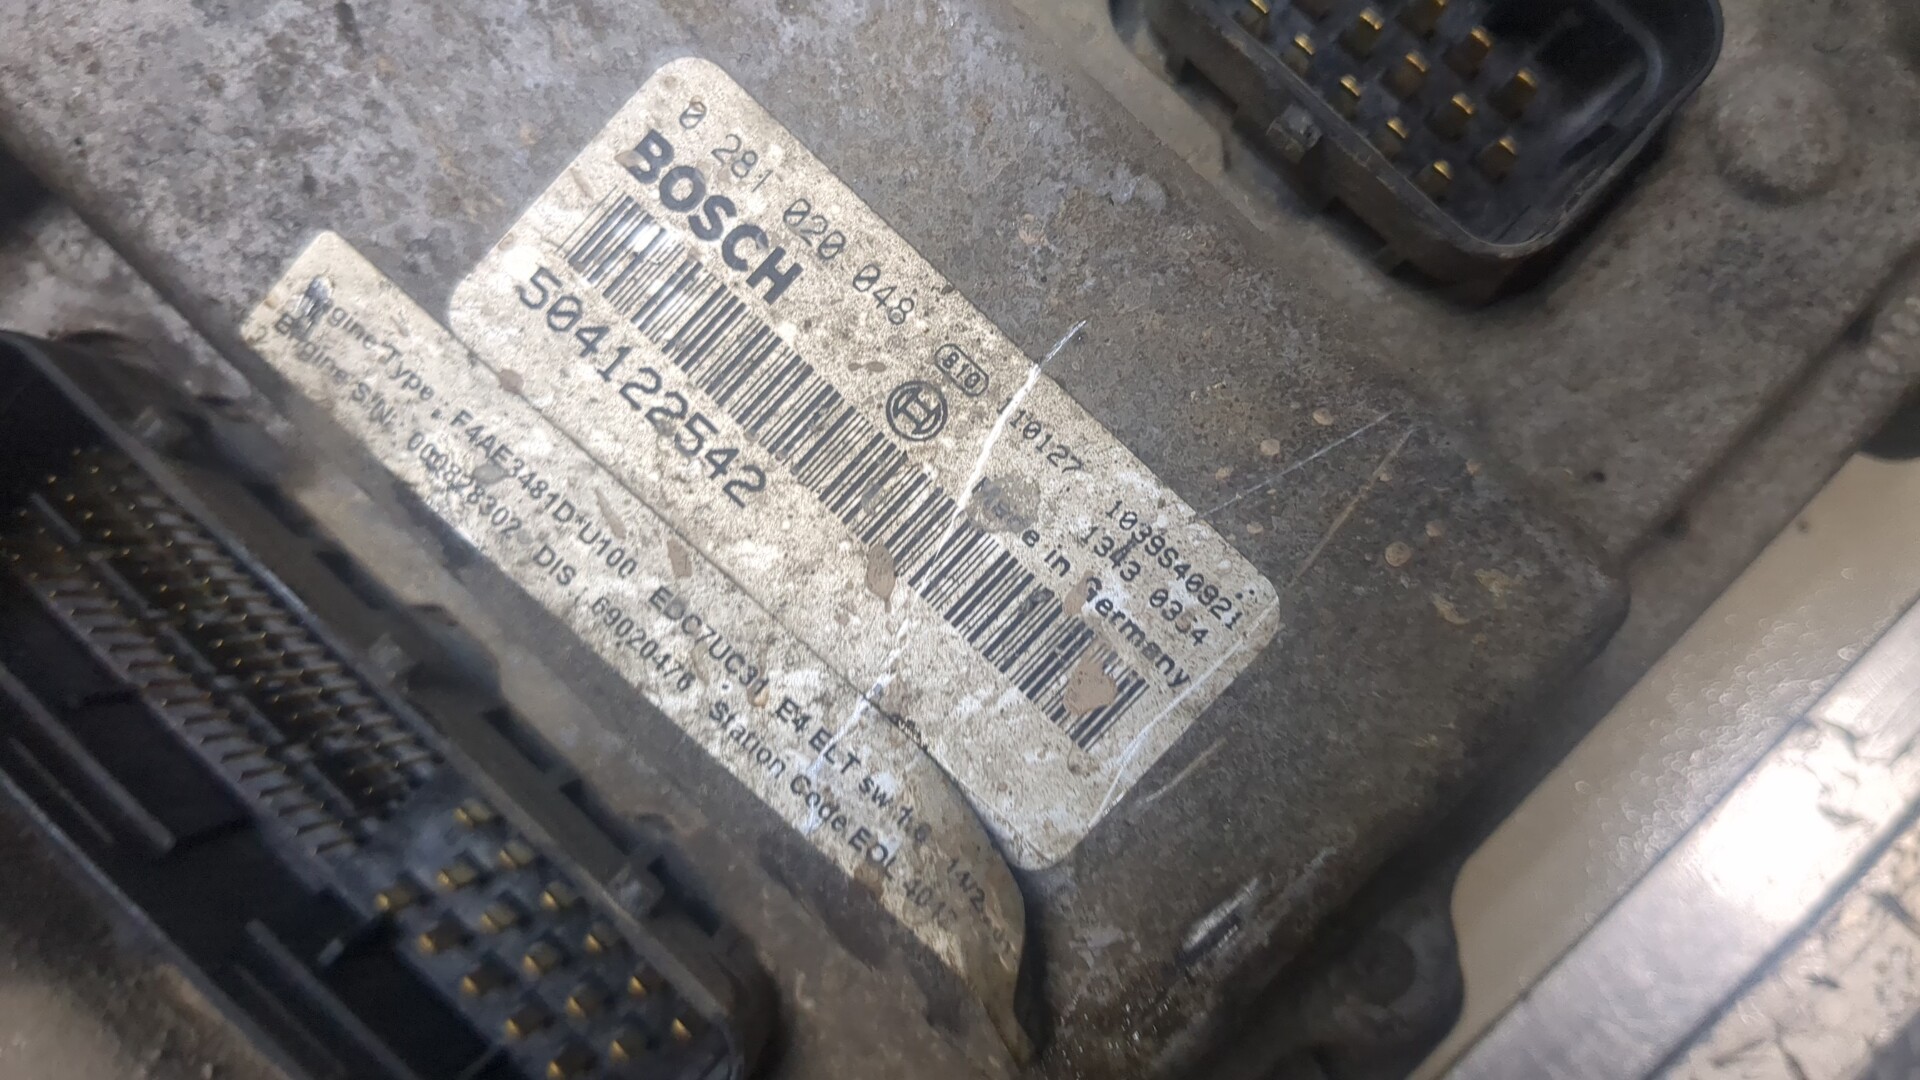 0 281 020 048
BOSCH
810
10127
1039S40921
1343
Made in Germany
504122542
Engine Type : F4AE3481D*U100 EDC7UC31 E4 ELT sw
Engine S/N: 000828302 DIS : 69020476 Station Code EOL